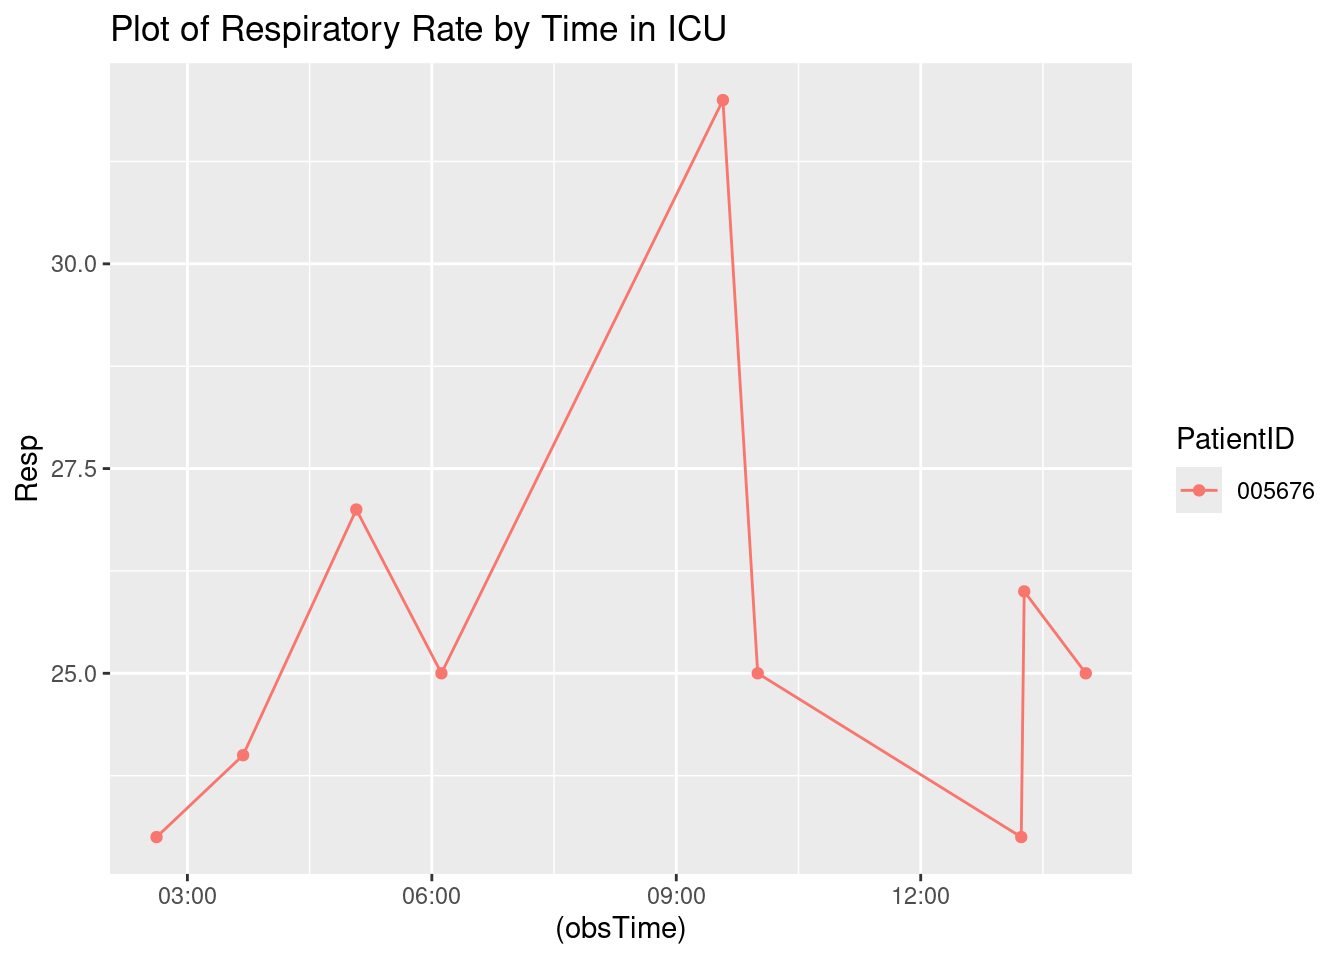 Plot of Respiratory Rate by Time in ICU
Resp
30.0
27.5
25.0
03:00 06:00 09:00 12:00
(obsTime)
PatientID
005676